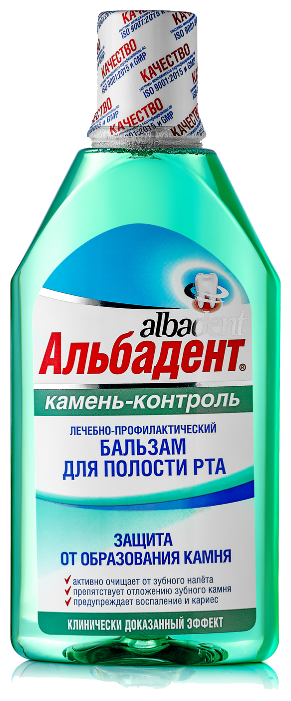 КАЧЕСТВО
ISO 9001:2015 и GMP
КАЧЕСТВО
ISO 9001:2015 и GMP
КАЧЕСТВО
albadent
Альбадент®
камень-контроль
ЛЕЧЕБНО-ПРОФИЛАКТИЧЕСКИЙ
БАЛЬЗАМ
ДЛЯ ПОЛОСТИ РТА
ЗАЩИТА
ОТ ОБРАЗОВАНИЯ КАМНЯ
✓активно очищает от зубного налёта
✓препятствует отложению зубного камня
✓предупреждает воспаление и кариес
КЛИНИЧЕСКИ ДОКАЗАННЫЙ ЭФФЕКТ